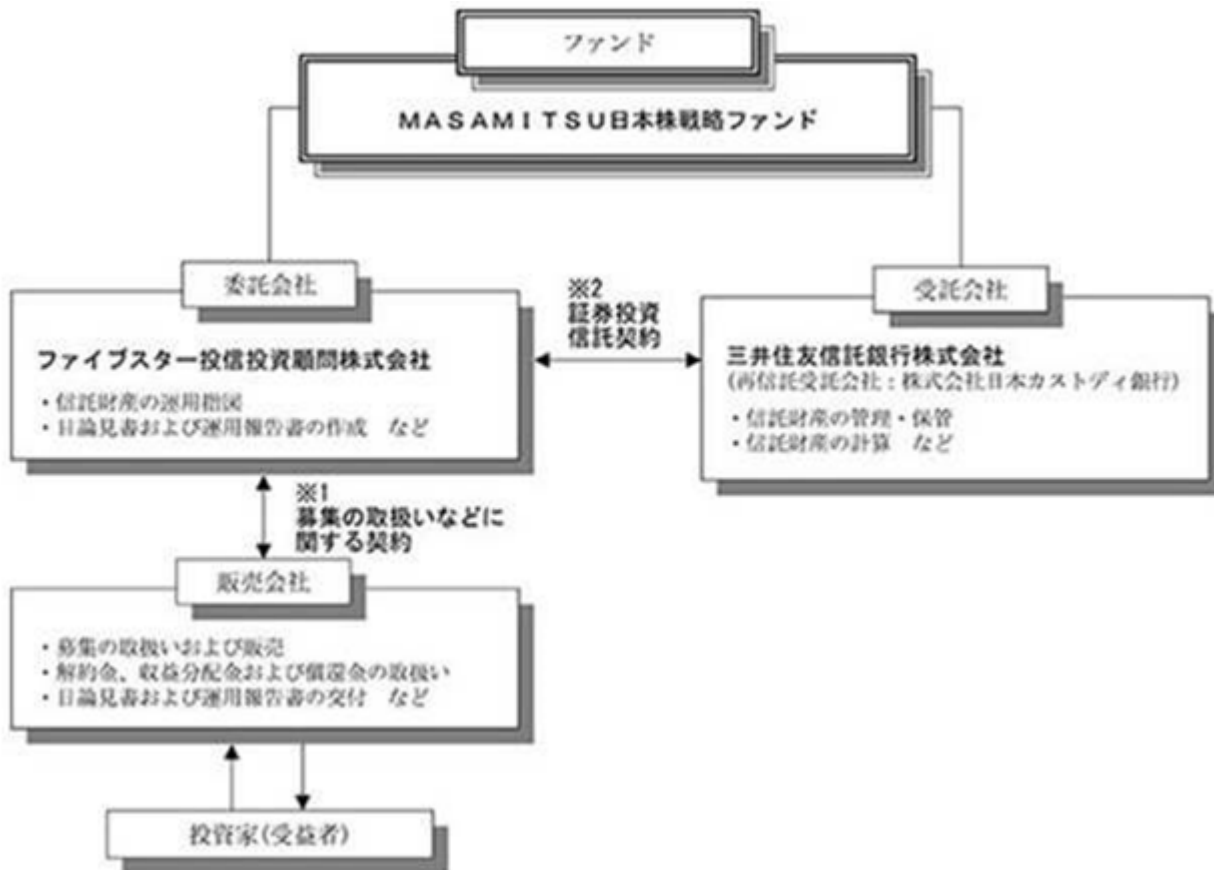 ファンド
MASAMITSU日本株戦略ファンド
委託会社
ファイブスター投信投資顧問株式会社
・信託財産の運用指図
・目論見書および運用報告書の作成 など
※2
証券投資
信託契約
受託会社
三井住友信託銀行株式会社
(再信託受託会社:株式会社日本カストディ銀行)
・信託財産の管理・保管
・信託財産の計算 など
※1
募集の取扱いなどに
関する契約
販売会社
・募集の取扱いおよび販売
・解約金、収益分配金および償還金の取扱い
・目論見書および運用報告書の交付 など
投資家(受益者)